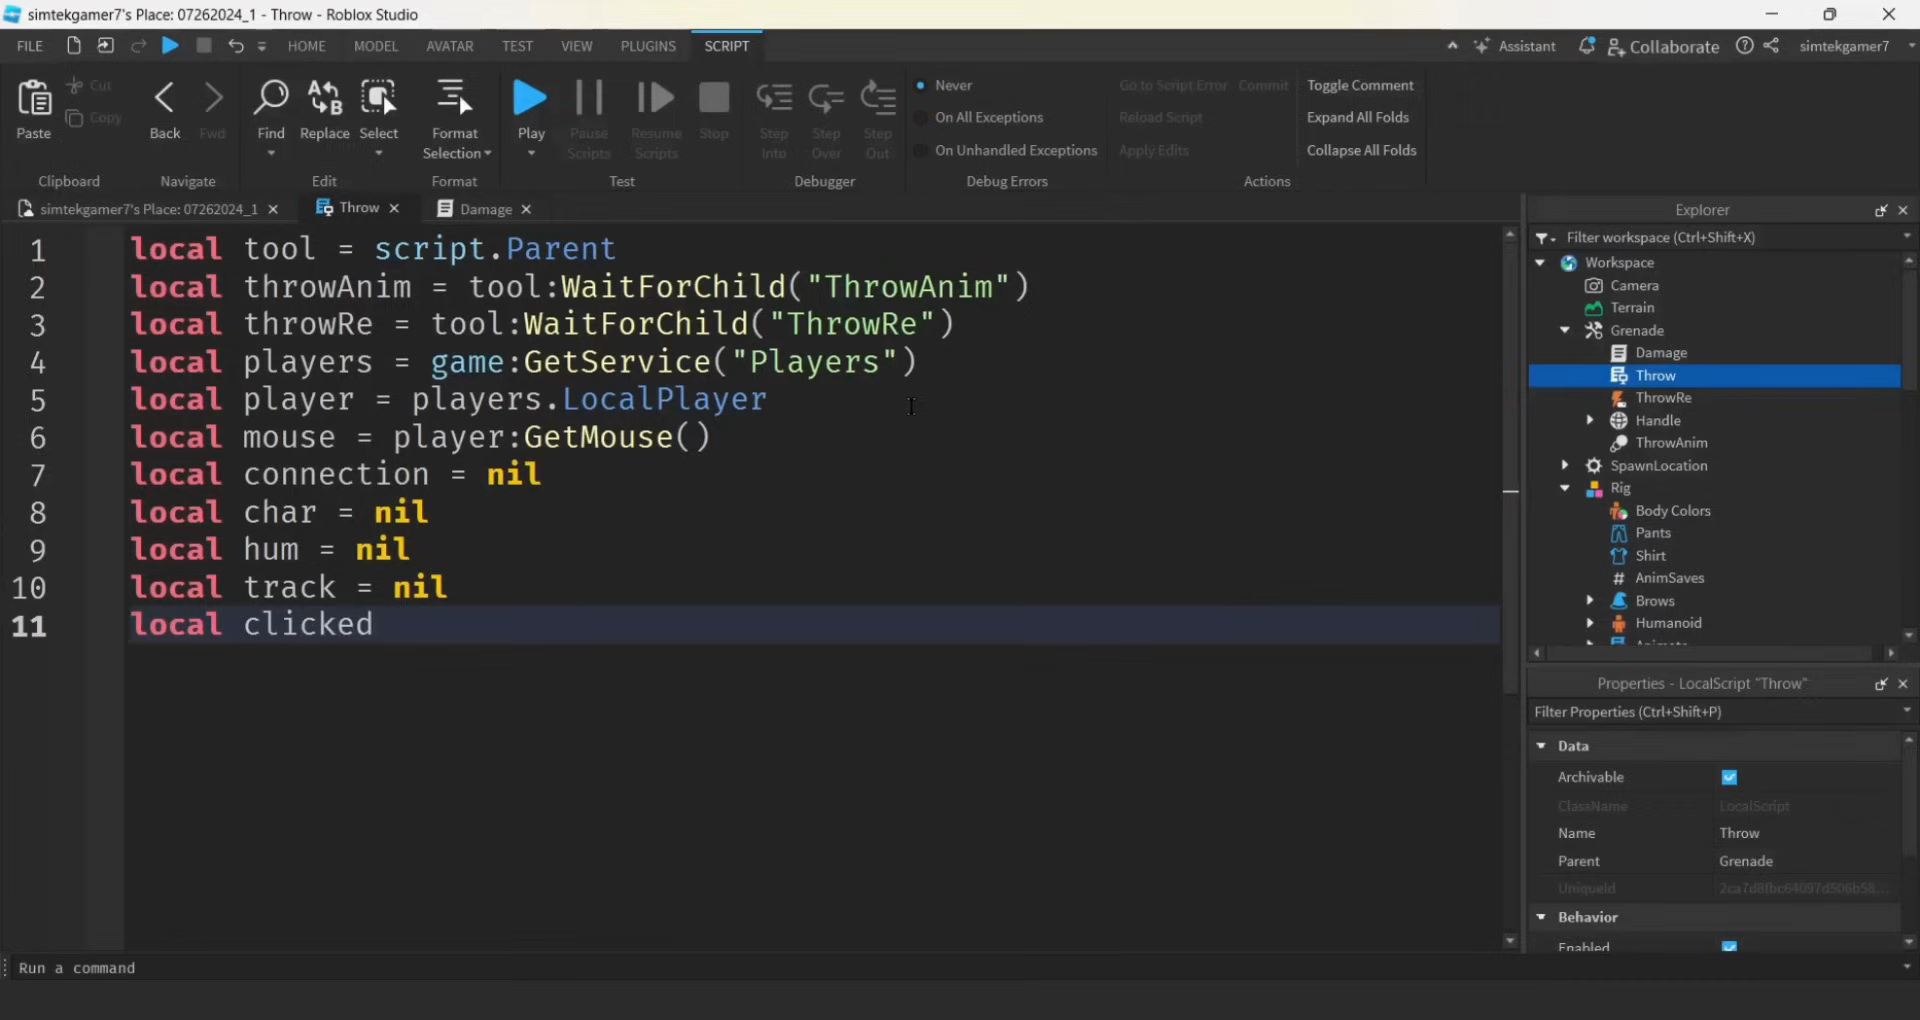 simtekgamer7's Place: 07262024_1 - Throw - Roblox Studio
FILE HOME MODEL AVATAR TEST VIEW PLUGINS SCRIPT Assistant Collaborate simtekgamer7
Paste Cut Copy
Back Fwd
Find Replace Select
Format Selection
Play Pause Scripts Resume Scripts Stop
Step Into Step Over Step Out
Never
On All Exceptions
On Unhandled Exceptions
Go to Script Error Commit
Reload Script
Apply Edits
Toggle Comment
Expand All Folds
Collapse All Folds
Clipboard Navigate Edit Format Test Debugger Debug Errors Actions
simtekgamer7's Place: 07262024_1 Throw Damage
1 local tool = script.Parent
2 local throwAnim = tool:WaitForChild("ThrowAnim")
3 local throwRe = tool:WaitForChild("ThrowRe")
4 local players = game:GetService("Players")
5 local player = players.LocalPlayer
6 local mouse = player:GetMouse()
7 local connection = nil
8 local char = nil
9 local hum = nil
10 local track = nil
11 local clicked
Explorer
Filter workspace (Ctrl+Shift+X)
Workspace
Camera
Terrain
Grenade
Damage
Throw
ThrowRe
Handle
ThrowAnim
SpawnLocation
Rig
Body Colors
Pants
Shirt
AnimSaves
Brows
Humanoid
Properties - LocalScript "Throw"
Filter Properties (Ctrl+Shift+P)
Data
Archivable
ClassName LocalScript
Name Throw
Parent Grenade
UniqueId
Behavior
Enabled
Run a command